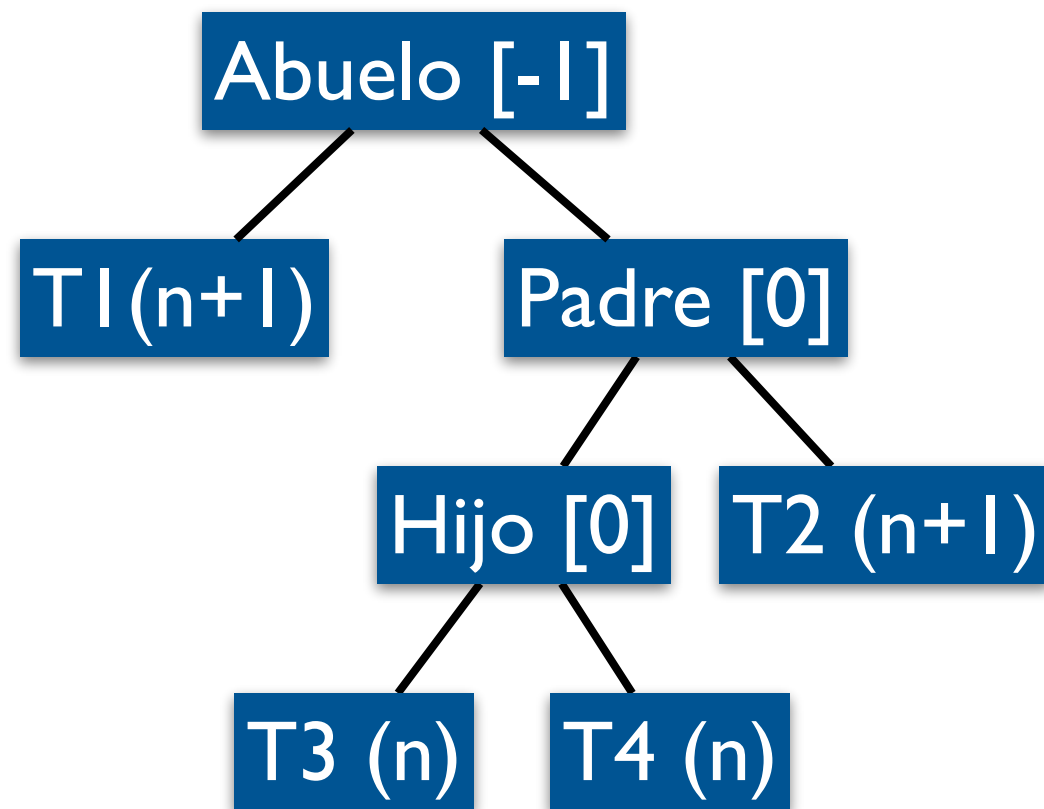 Abuelo [-1]
T1(n+1)
Padre [0]
Hijo [0]
T2 (n+1)
T3 (n)
T4 (n)